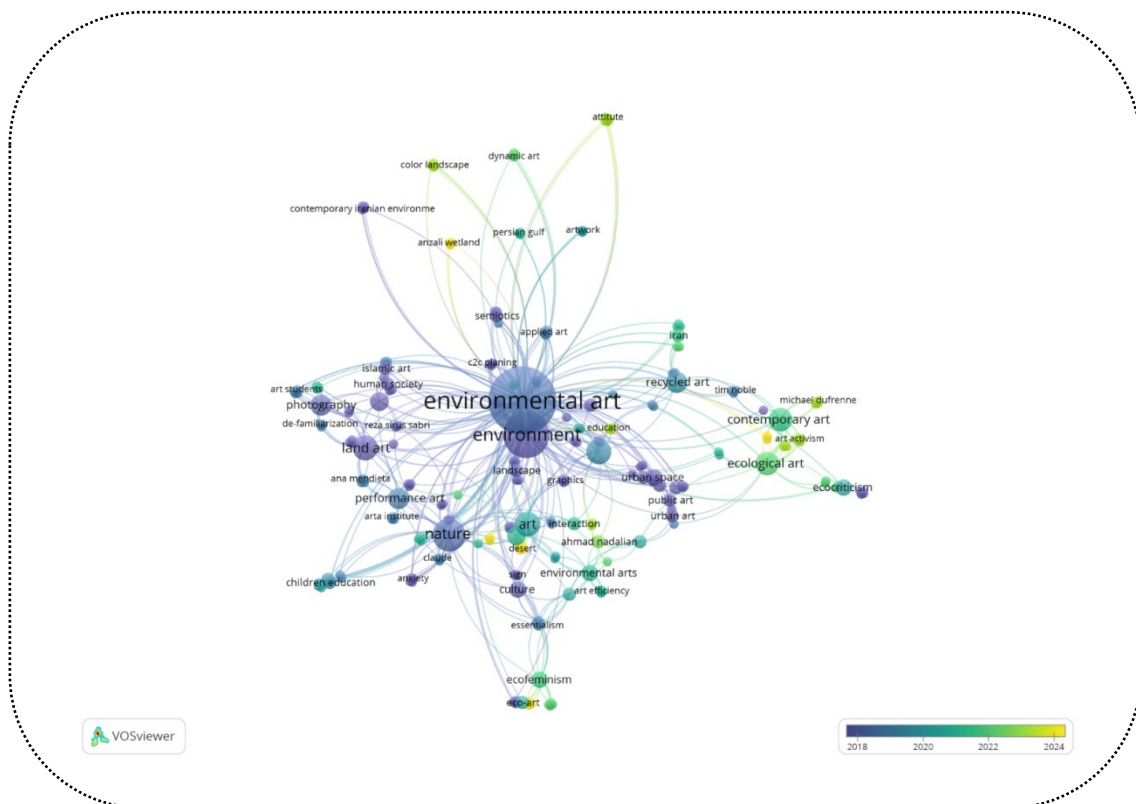 attitute
dynamic art
color landscape
contemporary iranian environme
persian gulf
artwork
anzali wetland
semiotics
applied art
iran
c2c planing
islamic art
human society
recycled art
art students
tim noble
environmental art
michael dufrenne
photography
contemporary art
de-familiarization
reza sirus sabri
environment
education
art activism
land art
ecological art
landscape
ana mendieta
graphics
urban space
ecocriticism
performance art
public art
arta institute
urban art
art
interaction
nature
ahmad nadalian
desert
claude
children education
anxiety
sign
environmental arts
culture
art efficiency
essentialism
ecofeminism
eco-art
VOSviewer
2018 2020 2022 2024